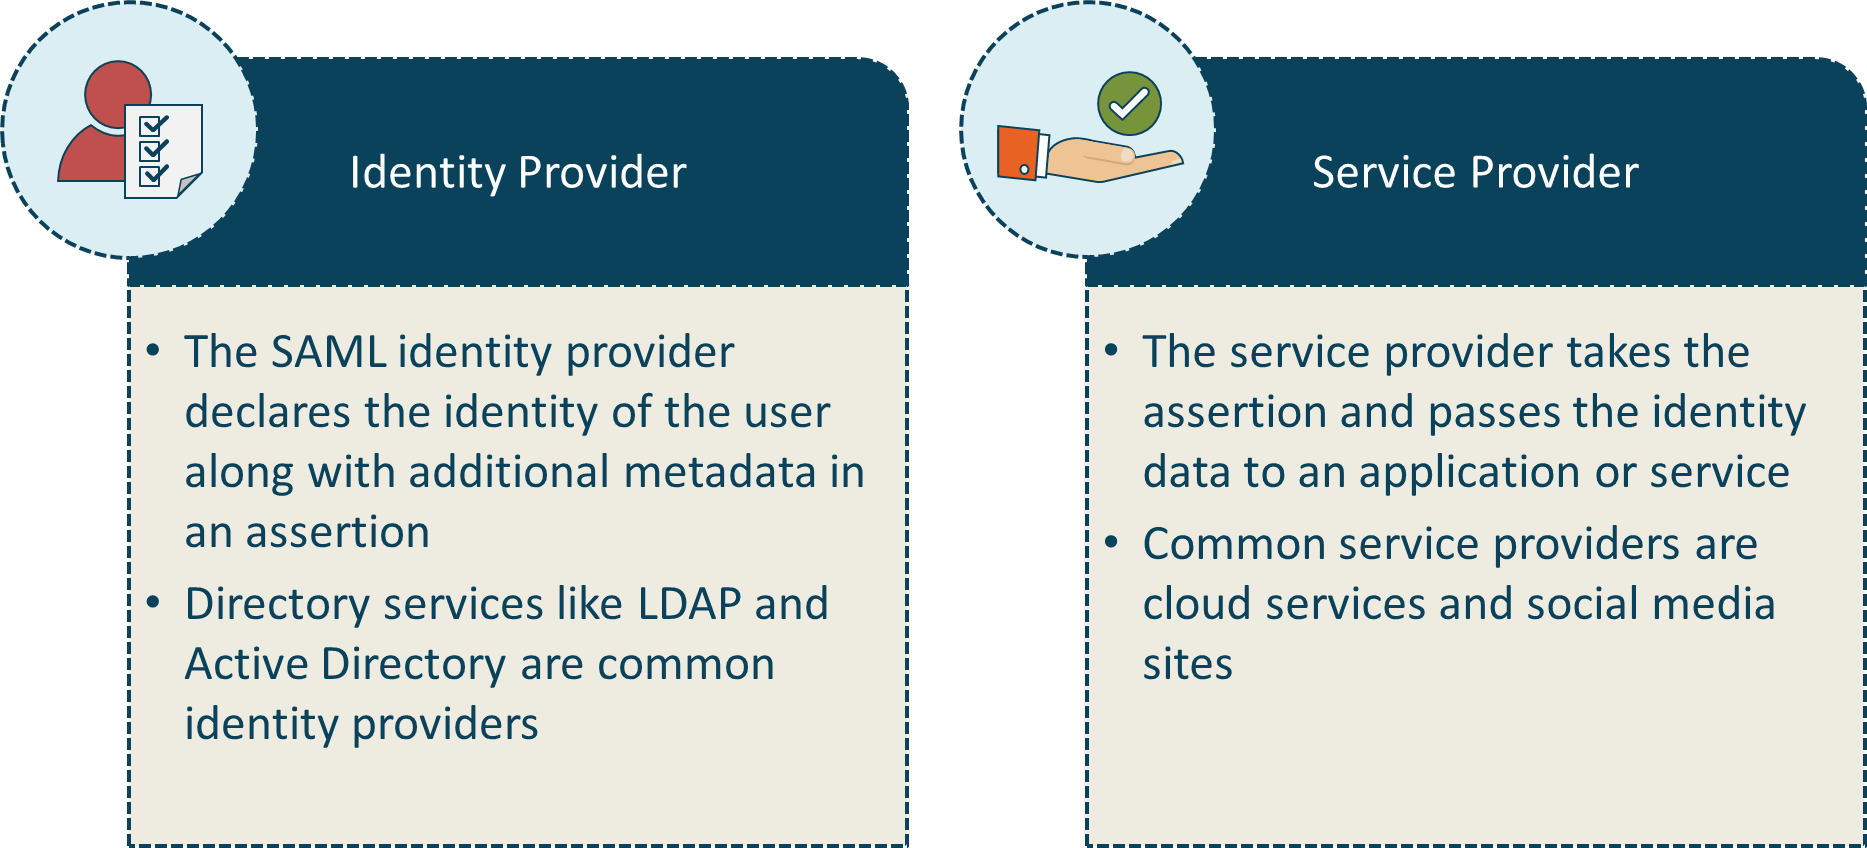 Identity Provider
• The SAML identity provider
declares the identity of the user
along with additional metadata in
an assertion
• Directory services like LDAP and
Active Directory are common
identity providers
Service Provider
• The service provider takes the
assertion and passes the identity
data to an application or service
• Common service providers are
cloud services and social media
sites